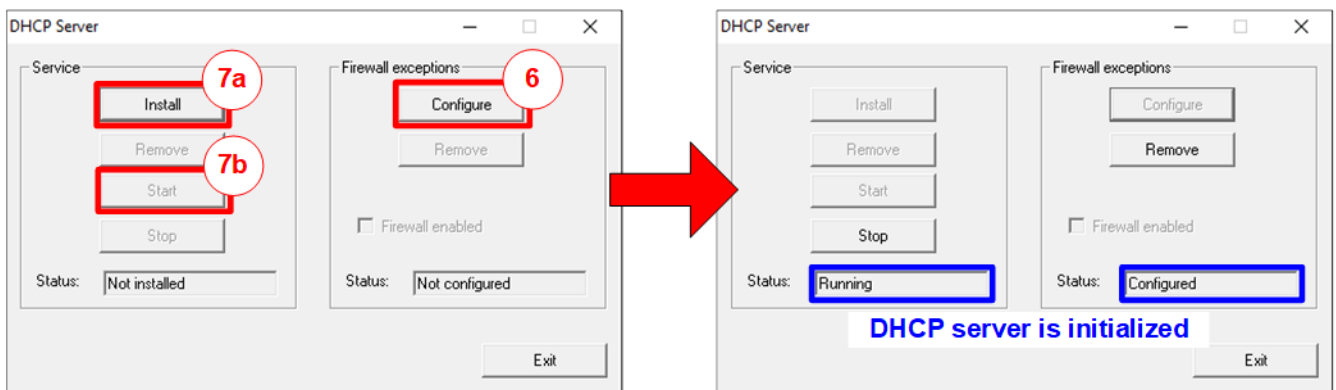 DHCP Server
Service
7a
Install
Remove
7b
Start
Stop
Status: Not installed
Firewall exceptions
6
Configure
Remove
Firewall enabled
Status: Not configured
Exit
DHCP Server
Service
Install
Remove
Start
Stop
Status: Running
Firewall exceptions
Configure
Remove
Firewall enabled
Status: Configured
DHCP server is initialized
Exit